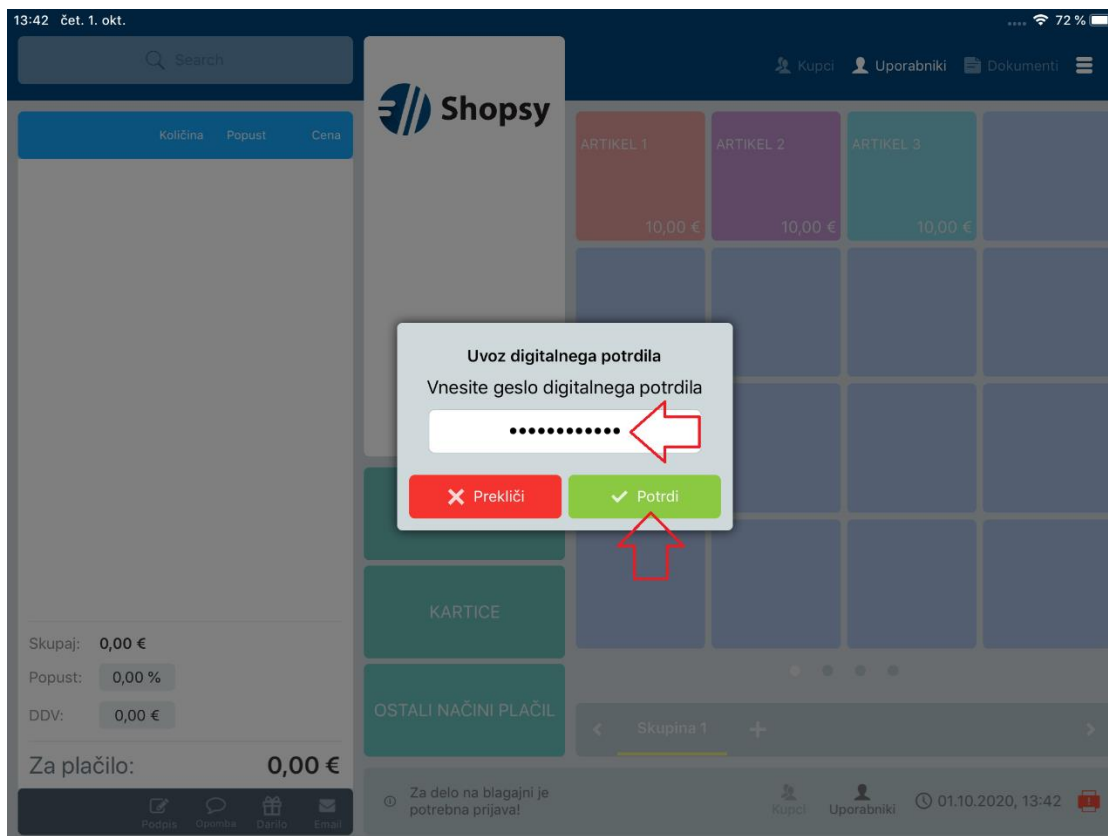 13:42 čet. 1. okt.
72 %
Search
Shopsy
Kupci
Uporabniki
Dokumenti
Količina Popust Cena
ARTIKEL 1
ARTIKEL 2
ARTIKEL 3
10,00 €
10,00 €
10,00 €
Uvoz digitalnega potrdila
Vnesite geslo digitalnega potrdila
••••••••••••
Prekliči
Potrdi
KARTICE
OSTALI NAČINI PLAČIL
Skupaj: 0,00 €
Popust: 0,00 %
DDV: 0,00 €
Za plačilo: 0,00 €
Podpis Opomba Darilo Email
Skupina 1
Za delo na blagajni je
potrebna prijava!
Kupci
Uporabniki
01.10.2020, 13:42